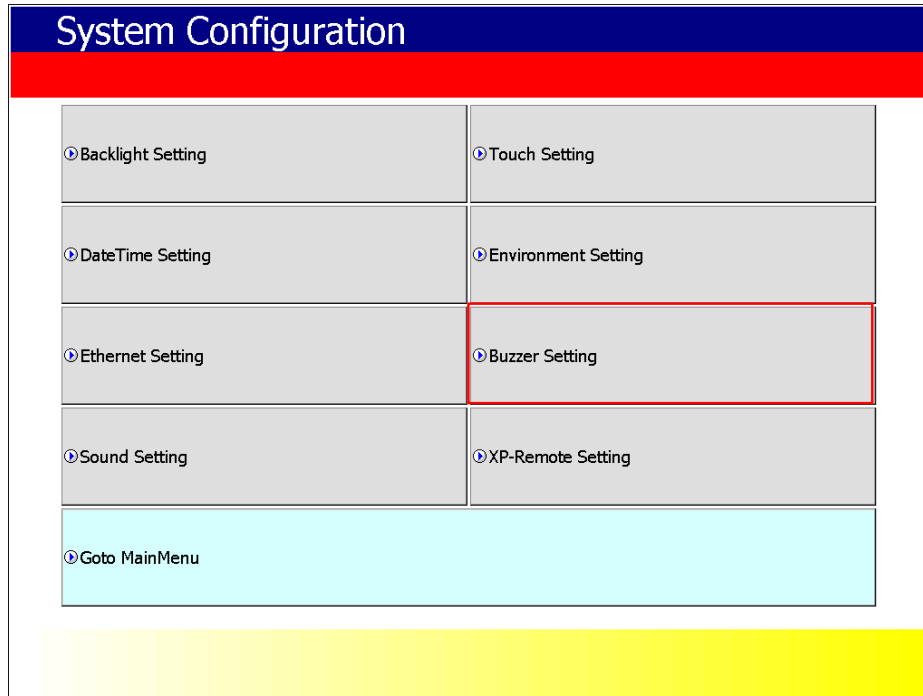 System Configuration
Backlight Setting
Touch Setting
DateTime Setting
Environment Setting
Ethernet Setting
Buzzer Setting
Sound Setting
XP-Remote Setting
Goto MainMenu